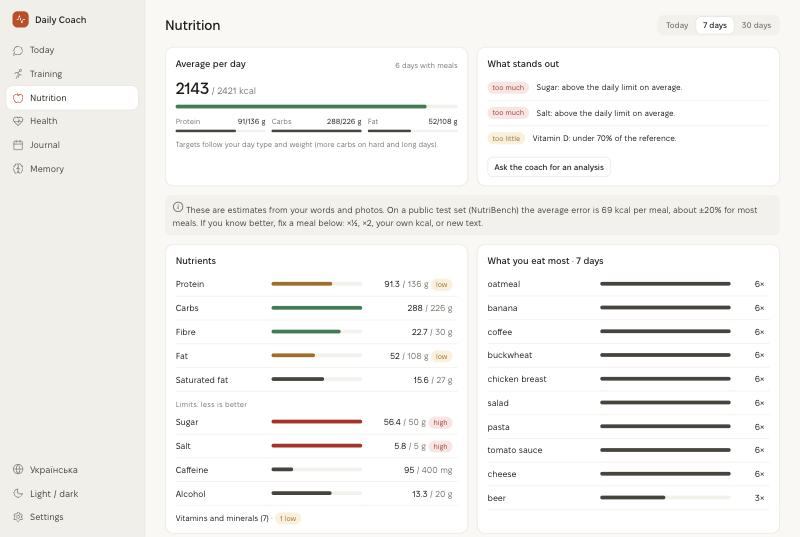 Daily Coach
Today
Training
Nutrition
Health
Journal
Memory
Українська
Light / dark
Settings
Nutrition
Today 7 days 30 days
Average per day
6 days with meals
2143 / 2421 kcal
Protein 91/136 g Carbs 288/226 g Fat 52/108 g
Targets follow your day type and weight (more carbs on hard and long days).
What stands out
too much Sugar: above the daily limit on average.
too much Salt: above the daily limit on average.
too little Vitamin D: under 70% of the reference.
Ask the coach for an analysis
These are estimates from your words and photos. On a public test set (NutriBench) the average error is 69 kcal per meal, about ±20% for most
meals. If you know better, fix a meal below: ×½, ×2, your own kcal, or new text.
Nutrients
Protein 91.3 / 136 g low
Carbs 288 / 226 g
Fibre 22.7 / 30 g
Fat 52 / 108 g low
Saturated fat 15.6 / 27 g
Limits: less is better
Sugar 56.4 / 50 g high
Salt 5.8 / 5 g high
Caffeine 95 / 400 mg
Alcohol 13.3 / 20 g
Vitamins and minerals (7) · 1 low
What you eat most · 7 days
oatmeal 6×
banana 6×
coffee 6×
buckwheat 6×
chicken breast 6×
salad 6×
pasta 6×
tomato sauce 6×
cheese 6×
beer 3×